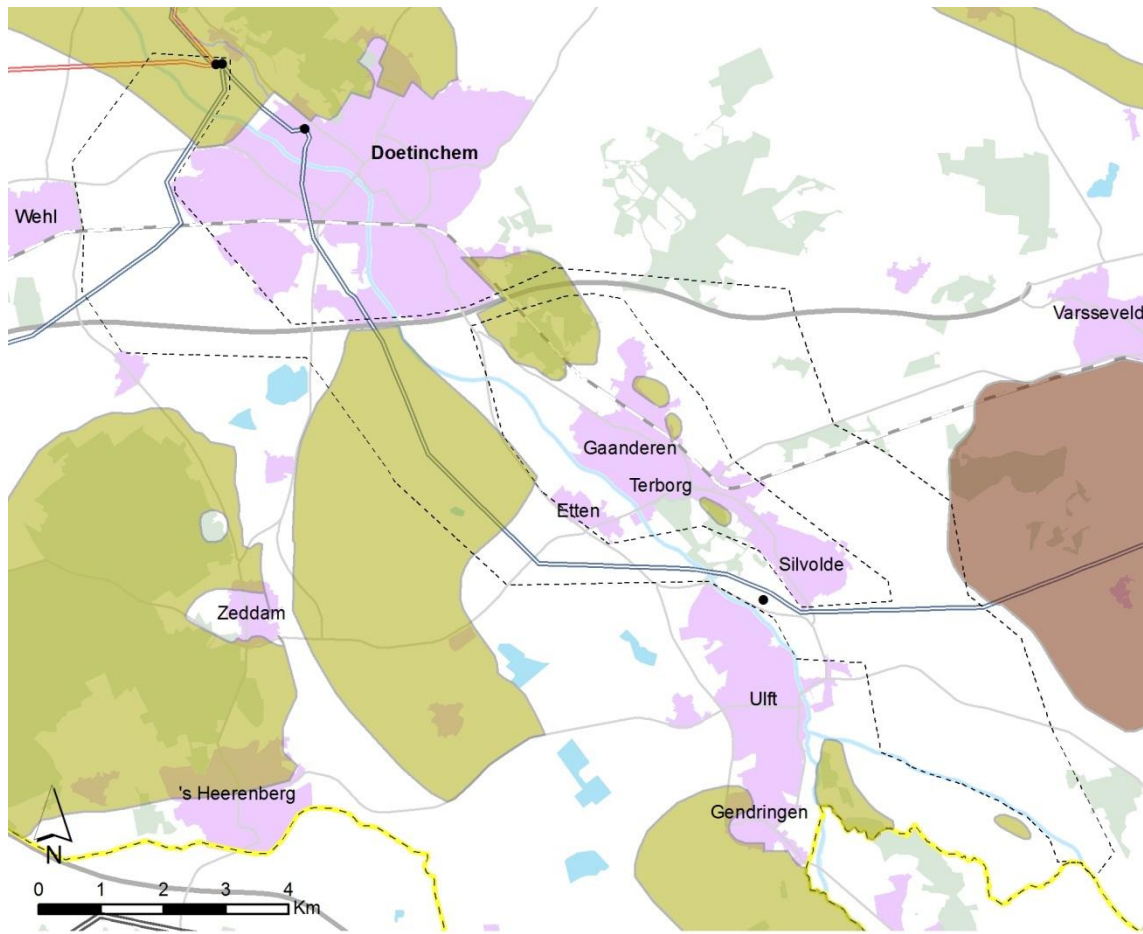 Doetinchem
Wehl
Varsseveld
Gaanderen
Terborg
Etten
Silvolde
Zeddam
Ulft
's Heerenberg
Gendringen
N
0 1 2 3 4
Km